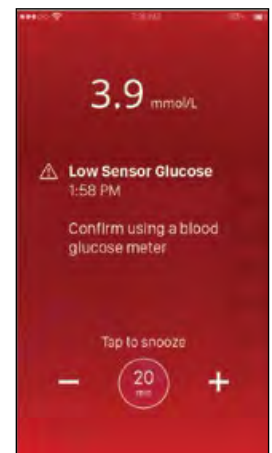 3.9 mmol/L
Low Sensor Glucose
1:58 PM
Confirm using a blood
glucose meter
Tap to snooze
− 20 +
min